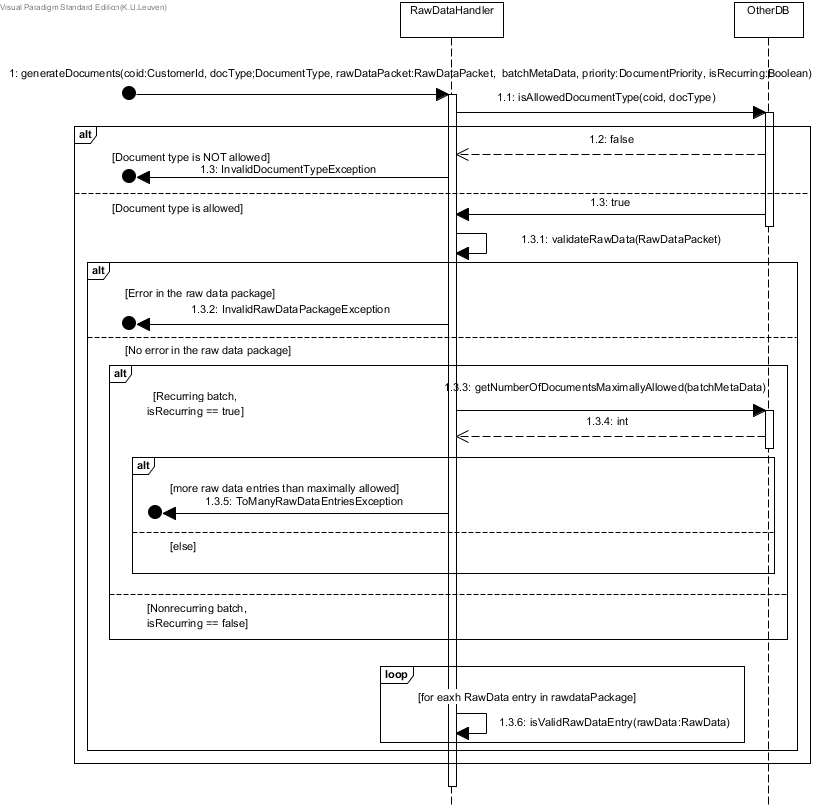 Visual Paradigm Standard Edition(K.U.Leuven)
RawDataHandler
OtherDB
1: generateDocuments(coid:CustomerId, docType;DocumentType, rawDataPacket:RawDataPacket, batchMetaData, priority:DocumentPriority, isRecurring:Boolean)
1.1: isAllowedDocumentType(coid, docType)
alt
1.2: false
[Document type is NOT allowed]
1.3: InvalidDocumentTypeException
1.3: true
[Document type is allowed]
1.3.1: validateRawData(RawDataPacket)
alt
[Error in the raw data package]
1.3.2: InvalidRawDataPackageException
[No error in the raw data package]
alt
1.3.3: getNumberOfDocumentsMaximallyAllowed(batchMetaData)
[Recurring batch,
isRecurring == true]
1.3.4: int
alt
[more raw data entries than maximally allowed]
1.3.5: ToManyRawDataEntriesException
[else]
[Nonrecurring batch,
isRecurring == false]
loop
[for eaxh RawData entry in rawdataPackage]
1.3.6: isValidRawDataEntry(rawData:RawData)